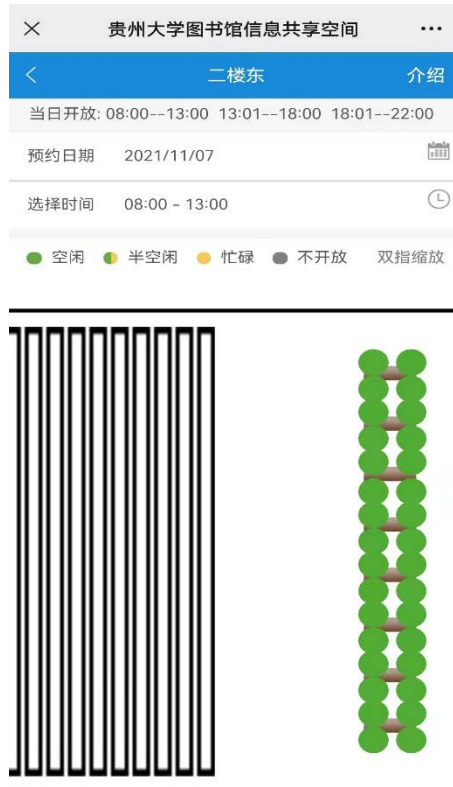 贵州大学图书馆信息共享空间
二楼东 介绍
当日开放: 08:00--13:00 13:01--18:00 18:01--22:00
预约日期 2021/11/07
选择时间 08:00 - 13:00
空闲 半空闲 忙碌 不开放 双指缩放